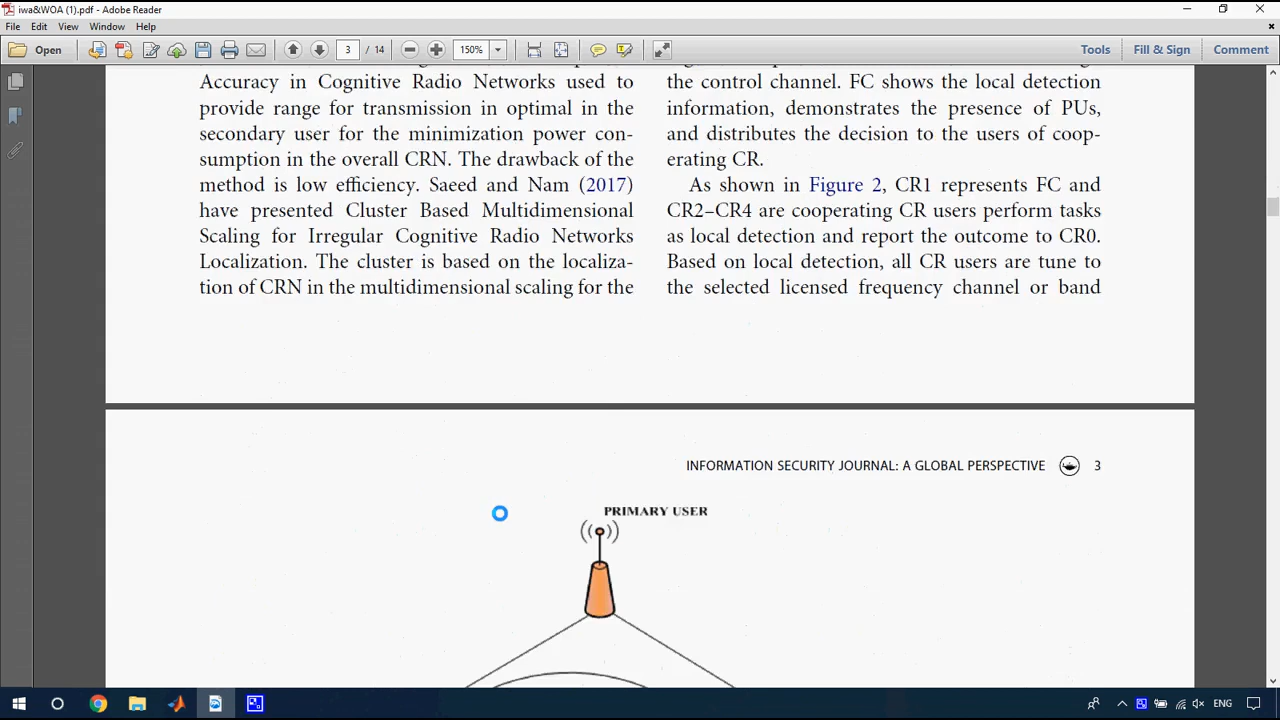 iwa&WOA (1).pdf - Adobe Reader
File Edit View Window Help
Open 3 / 14 150% Tools Fill & Sign Comment
Accuracy in Cognitive Radio Networks used to
provide range for transmission in optimal in the
secondary user for the minimization power con-
sumption in the overall CRN. The drawback of the
method is low efficiency. Saeed and Nam (2017)
have presented Cluster Based Multidimensional
Scaling for Irregular Cognitive Radio Networks
Localization. The cluster is based on the localiza-
tion of CRN in the multidimensional scaling for the
the control channel. FC shows the local detection
information, demonstrates the presence of PUs,
and distributes the decision to the users of coop-
erating CR.
As shown in Figure 2, CR1 represents FC and
CR2–CR4 are cooperating CR users perform tasks
as local detection and report the outcome to CR0.
Based on local detection, all CR users are tune to
the selected licensed frequency channel or band
INFORMATION SECURITY JOURNAL: A GLOBAL PERSPECTIVE 3
PRIMARY USER
ENG